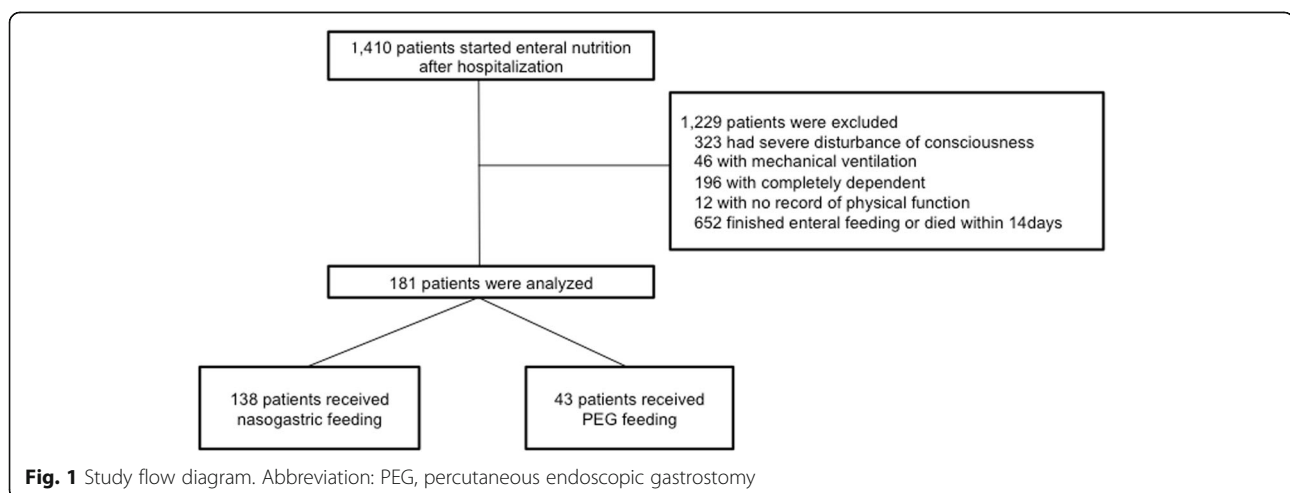 1,410 patients started enteral nutrition
after hospitalization
1,229 patients were excluded
323 had severe disturbance of consciousness
46 with mechanical ventilation
196 with completely dependent
12 with no record of physical function
652 finished enteral feeding or died within 14days
181 patients were analyzed
138 patients received
nasogastric feeding
43 patients received
PEG feeding
Fig. 1 Study flow diagram. Abbreviation: PEG, percutaneous endoscopic gastrostomy